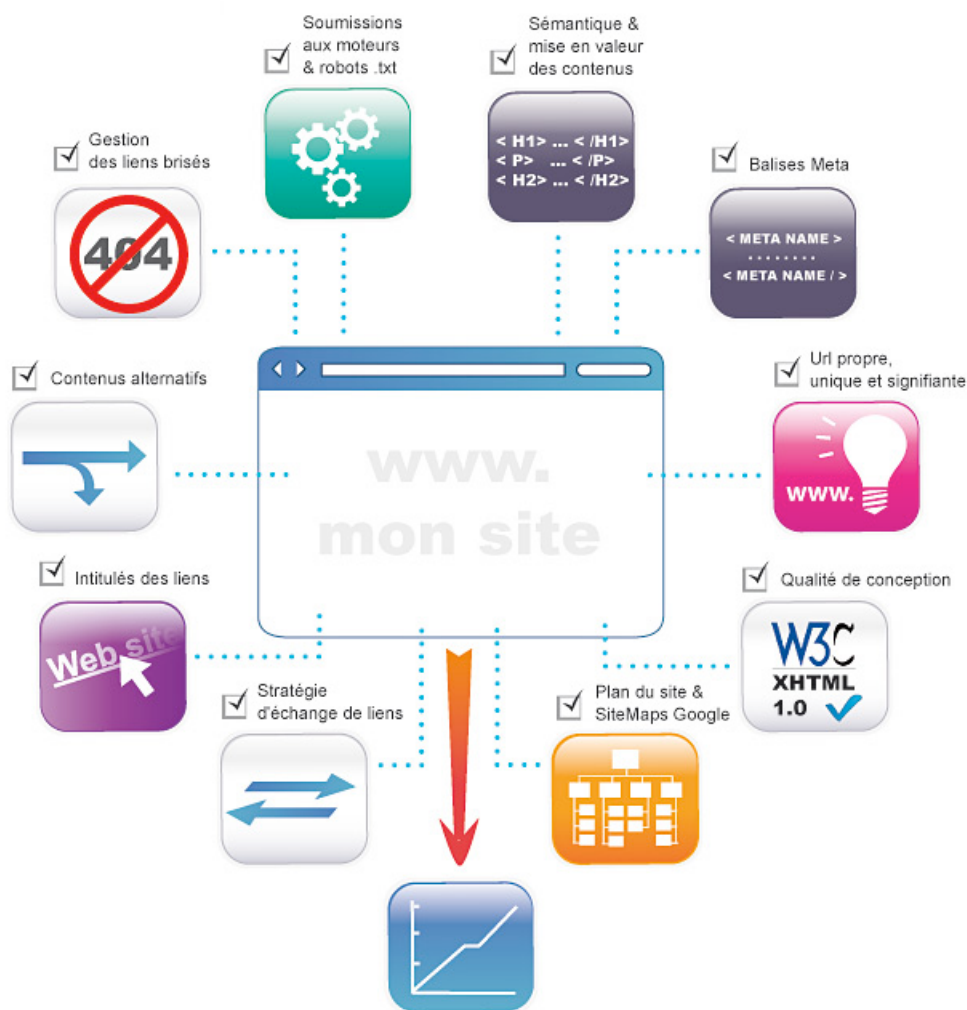 Soumissions
aux moteurs
& robots .txt
Sémantique &
mise en valeur
des contenus
< H1> ... < /H1>
< P> ... < /P>
< H2> ... < /H2>
Gestion
des liens brisés
404
Balises Meta
< META NAME >
........
< META NAME / >
Contenus alternatifs
Url propre,
unique et signifiante
www.
www.
mon site
Intitulés des liens
Web site
Qualité de conception
W3C
XHTML
1.0
Stratégie
d'échange de liens
Plan du site &
SiteMaps Google